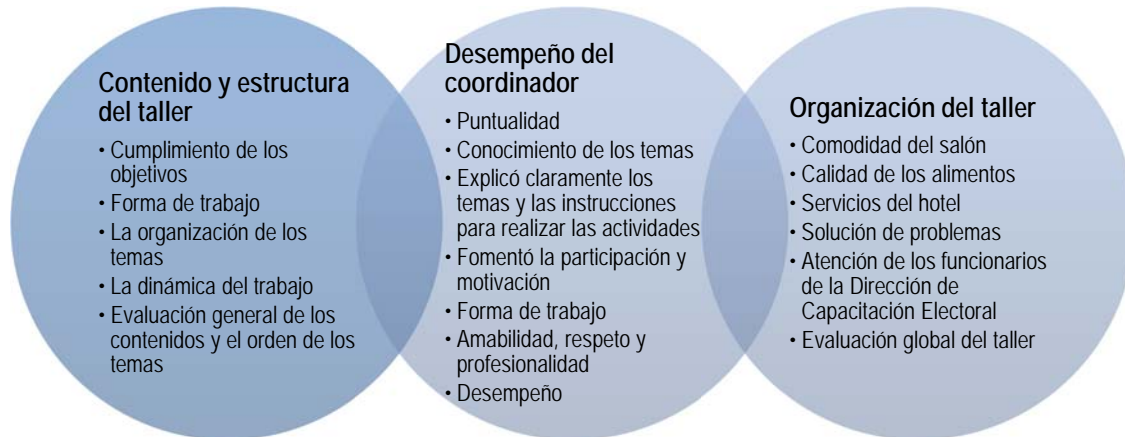 Contenido y estructura
del taller
• Cumplimiento de los
objetivos
• Forma de trabajo
• La organización de los
temas
• La dinámica del trabajo
• Evaluación general de los
contenidos y el orden de los
temas
Desempeño del
coordinador
• Puntualidad
• Conocimiento de los temas
• Explicó claramente los
temas y las instrucciones
para realizar las actividades
• Fomentó la participación y
motivación
• Forma de trabajo
• Amabilidad, respeto y
profesionalidad
• Desempeño
Organización del taller
• Comodidad del salón
• Calidad de los alimentos
• Servicios del hotel
• Solución de problemas
• Atención de los funcionarios
de la Dirección de
Capacitación Electoral
• Evaluación global del taller